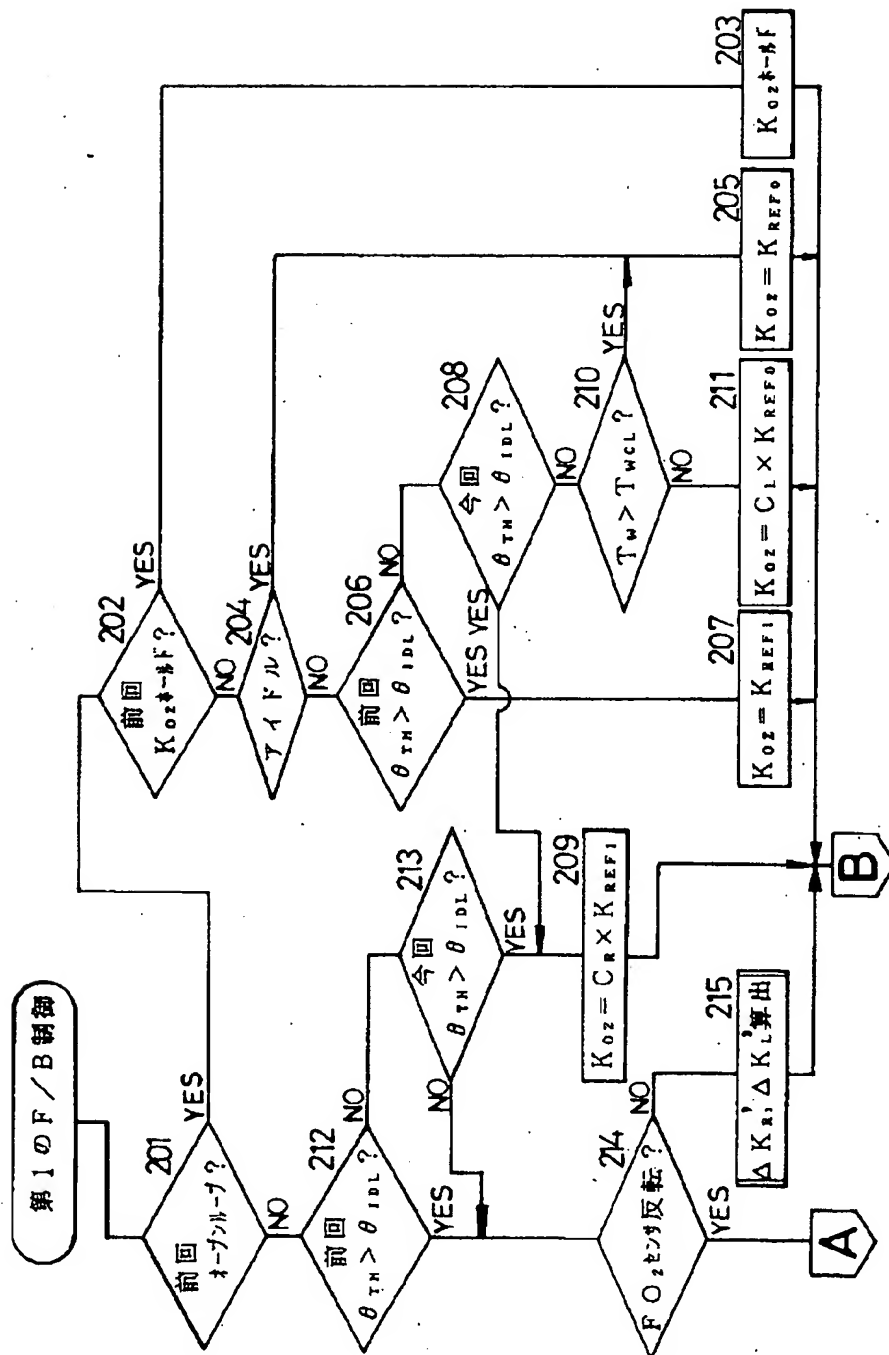 第1のF/B制御
201
前回
オープンループ?
YES
NO
202
前回
KO2ホールド?
YES
NO
203
KO2ホールド
204
アイドル?
YES
NO
205
KO2=KREF0
206
前回
θTH>θIDL?
NO
YES
207
KO2=KREF1
208
今回
θTH>θIDL?
YES
NO
210
TW>TWCL?
YES
NO
211
KO2=CL×KREF0
212
前回
θTH>θIDL?
NO
YES
213
今回
θTH>θIDL?
NO
YES
209
KO2=CR×KREF1
214
FO2センサ反転?
NO
YES
215
ΔKR',ΔKL'算出
A
B